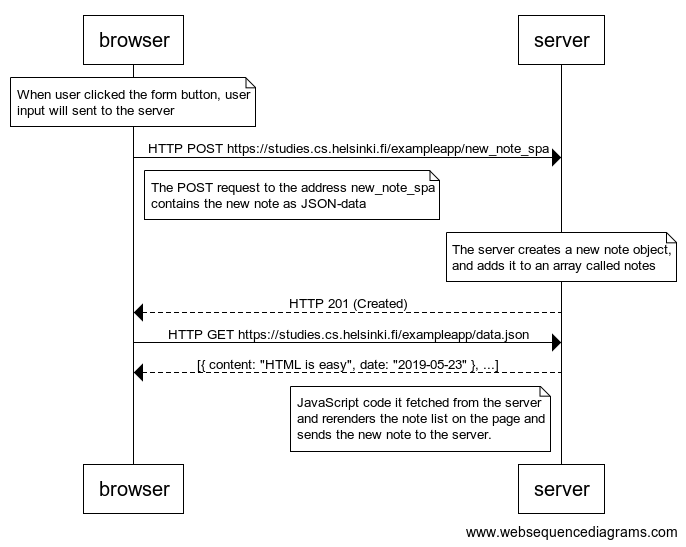 browser
server
When user clicked the form button, user
input will sent to the server
HTTP POST https://studies.cs.helsinki.fi/exampleapp/new_note_spa
The POST request to the address new_note_spa
contains the new note as JSON-data
The server creates a new note object,
and adds it to an array called notes
HTTP 201 (Created)
HTTP GET https://studies.cs.helsinki.fi/exampleapp/data.json
[{ content: "HTML is easy", date: "2019-05-23" }, ...]
JavaScript code it fetched from the server
and rerenders the note list on the page and
sends the new note to the server.
browser
server
www.websequencediagrams.com